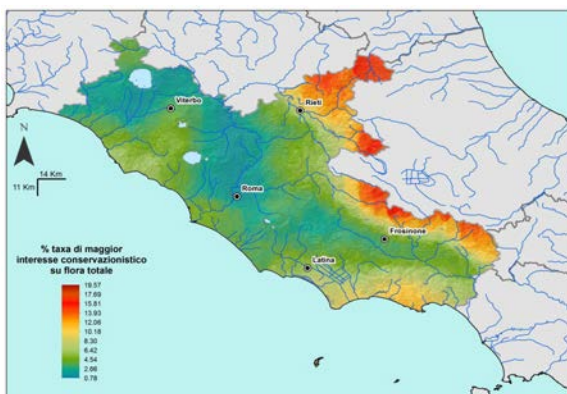 Viterbo
Rieti
N
14 Km
11 Km
Roma
Frosinone
Latina
% taxa di maggior
interesse conservazionistico
su flora totale
19.57
17.69
15.81
13.93
12.06
10.18
8.30
6.42
4.54
2.66
0.78